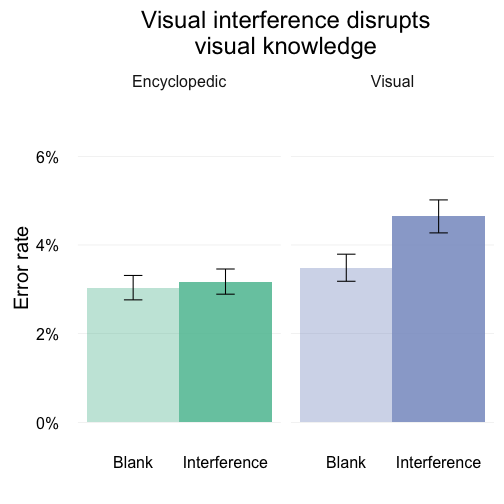 Visual interference disrupts
visual knowledge
Encyclopedic
Visual
6%
4%
2%
0%
Error rate
Blank
Interference
Blank
Interference